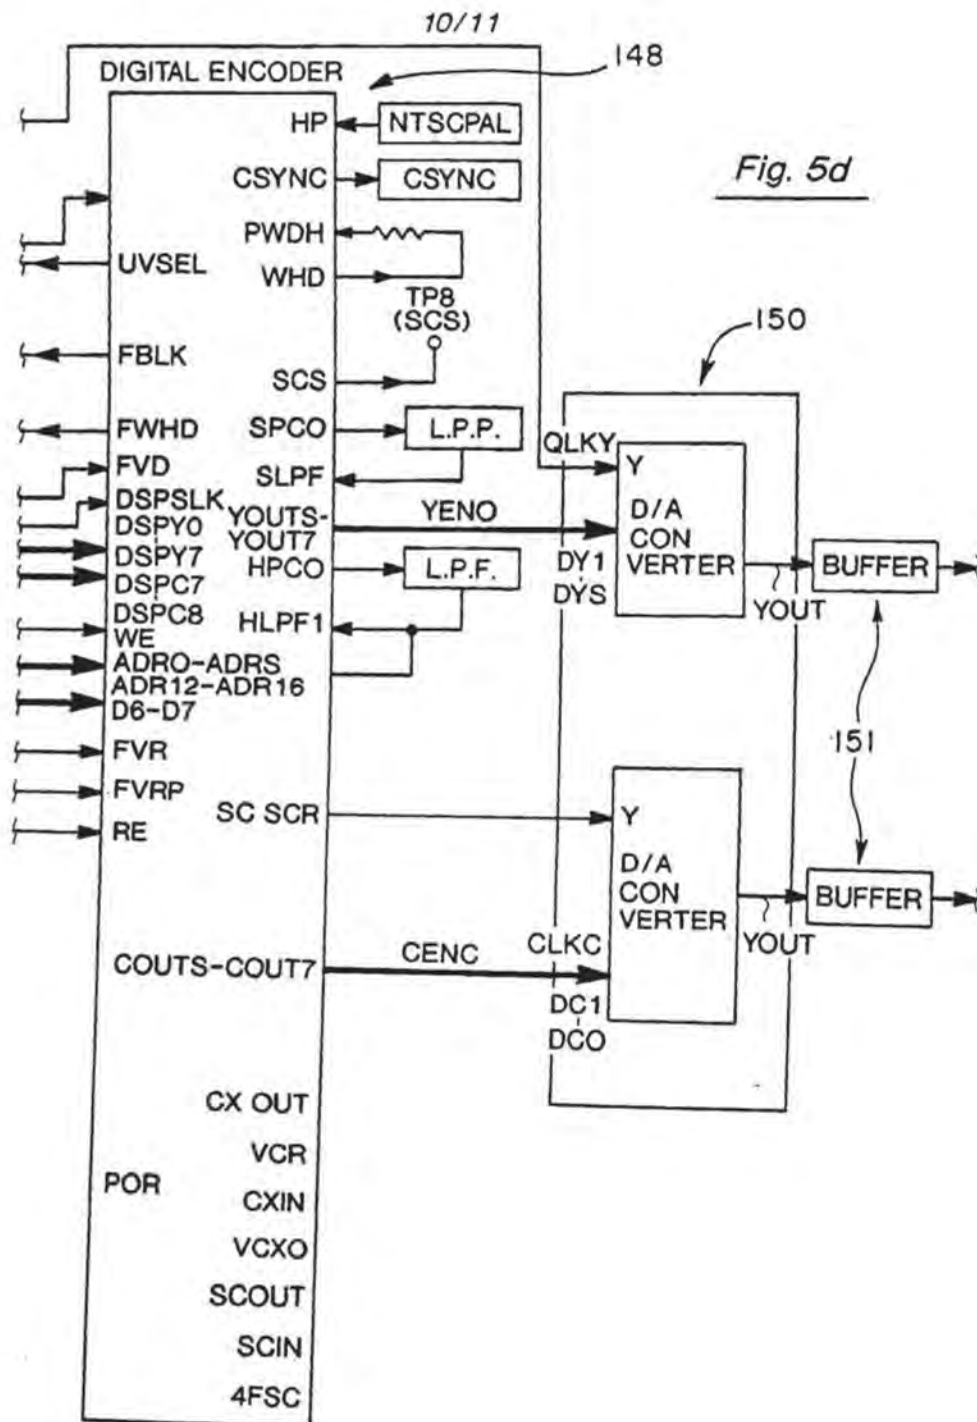 10/11
DIGITAL ENCODER
148
HP
NTSCPAL
Fig. 5d
CSYNC
CSYNC
PWDH
UVSEL
WHD
TP8
(SCS)
150
FBLK
SCS
FWHD
SPCO
L.P.P.
QLKY
Y
FVD
SLPF
DSPSLK
DSPY0
YOUTS-
YOUT7
YENO
D/A
CON
VERTER
DSPY7
DSPC7
HPCO
L.P.F.
DY1
DYS
BUFFER
YOUT
DSPC8
WE
HLPF1
ADRO-ADRS
ADR12-ADR16
D6-D7
151
FVR
FVRP
SC SCR
Y
RE
D/A
CON
VERTER
BUFFER
YOUT
COUTS-COUT7
CENC
CLKC
DC1
DCO
CX OUT
VCR
POR
CXIN
VCXO
SCOUT
SCIN
4FSC